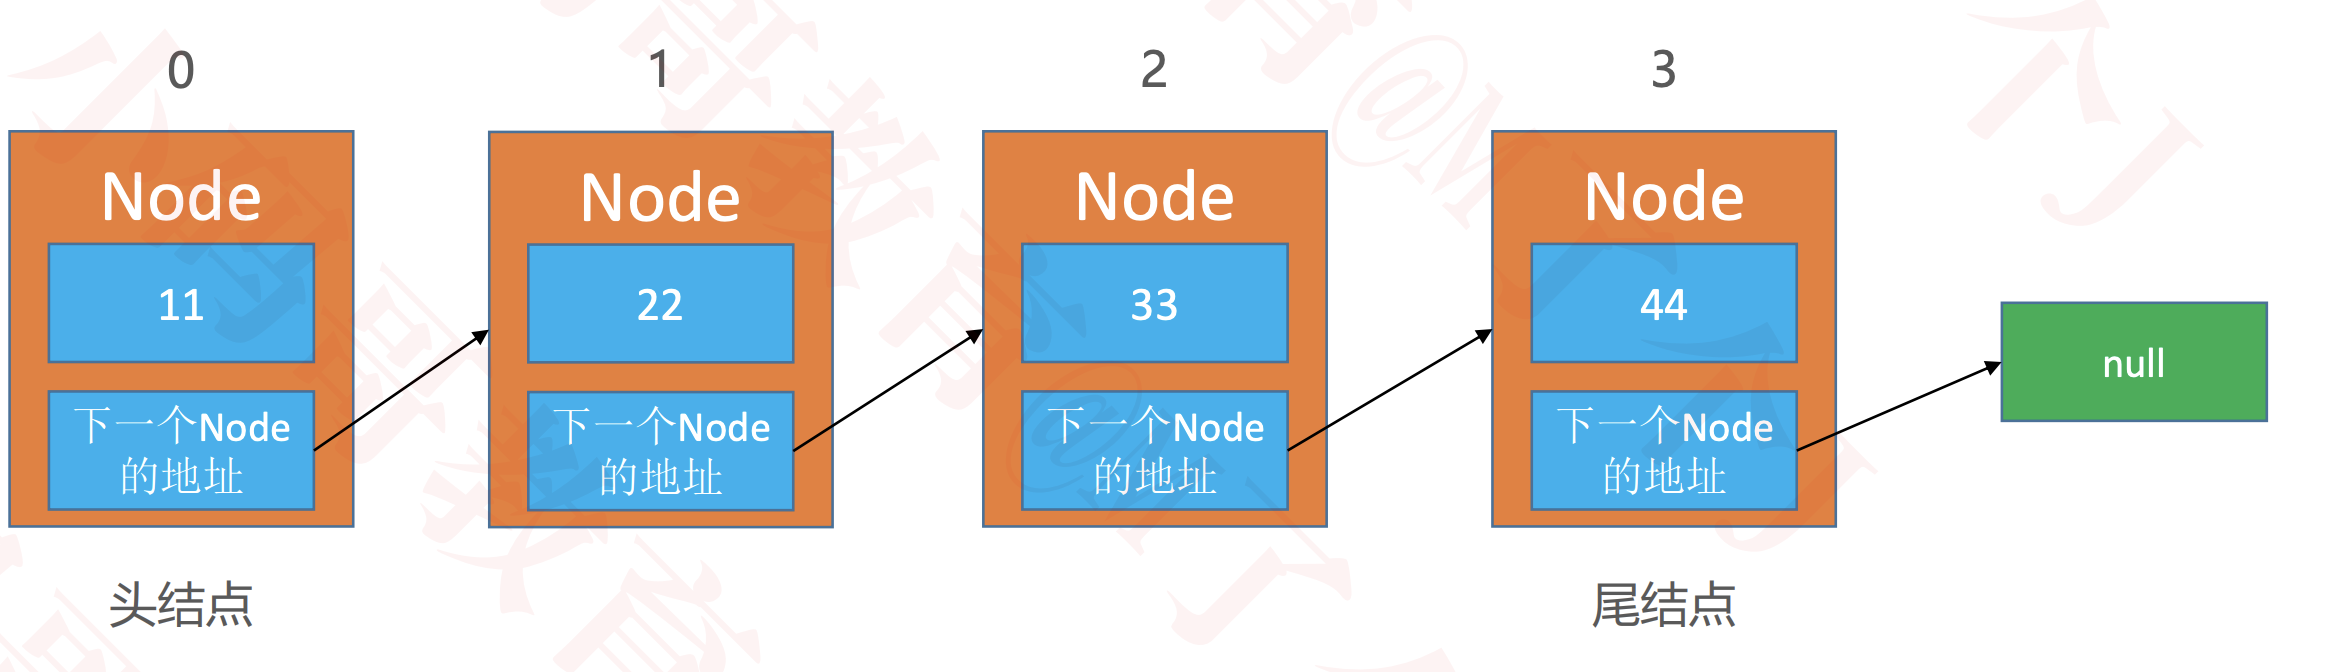 0 1 2 3
Node Node Node Node
11 22 33 44
null
下一个Node 下一个Node 下一个Node 下一个Node
的地址 的地址 的地址 的地址
头结点 尾结点